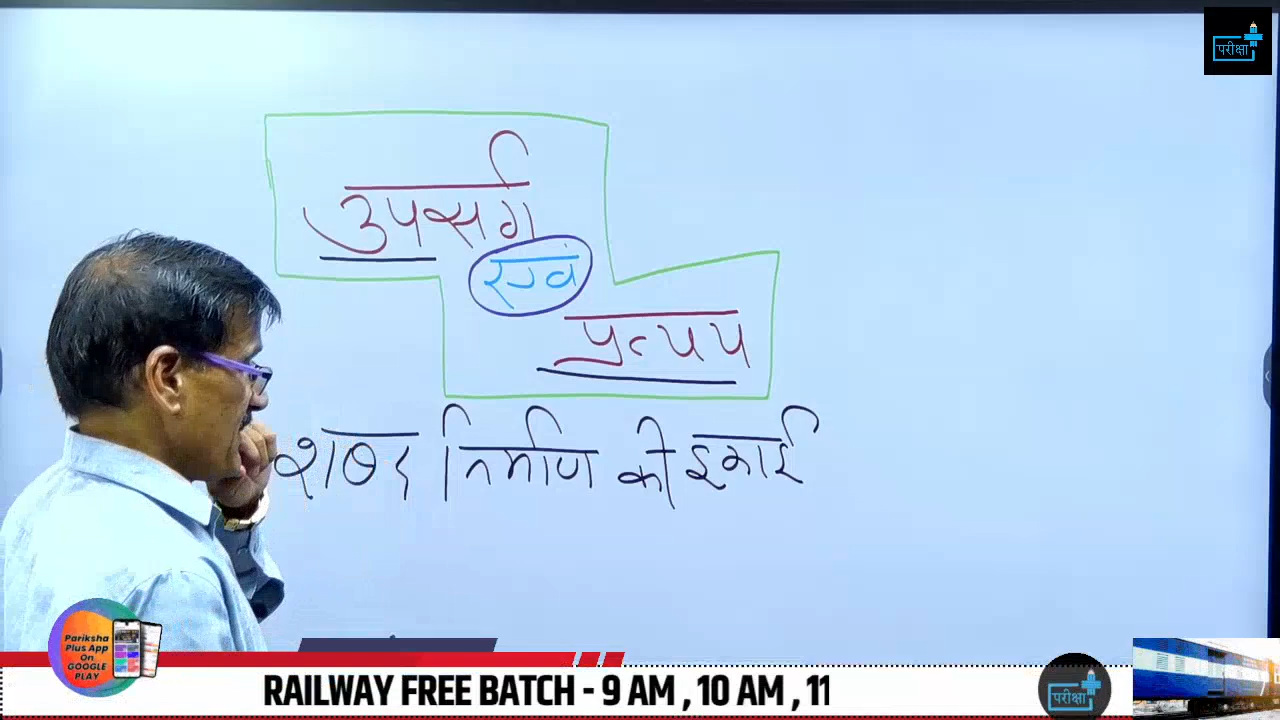 परीक्षा
उपसर्ग
एवं
प्रत्यय
शब्द निर्माण की इकाई
Pariksha
Plus App
On
GOOGLE
PLAY
RAILWAY FREE BATCH - 9 AM , 10 AM , 11
परीक्षा